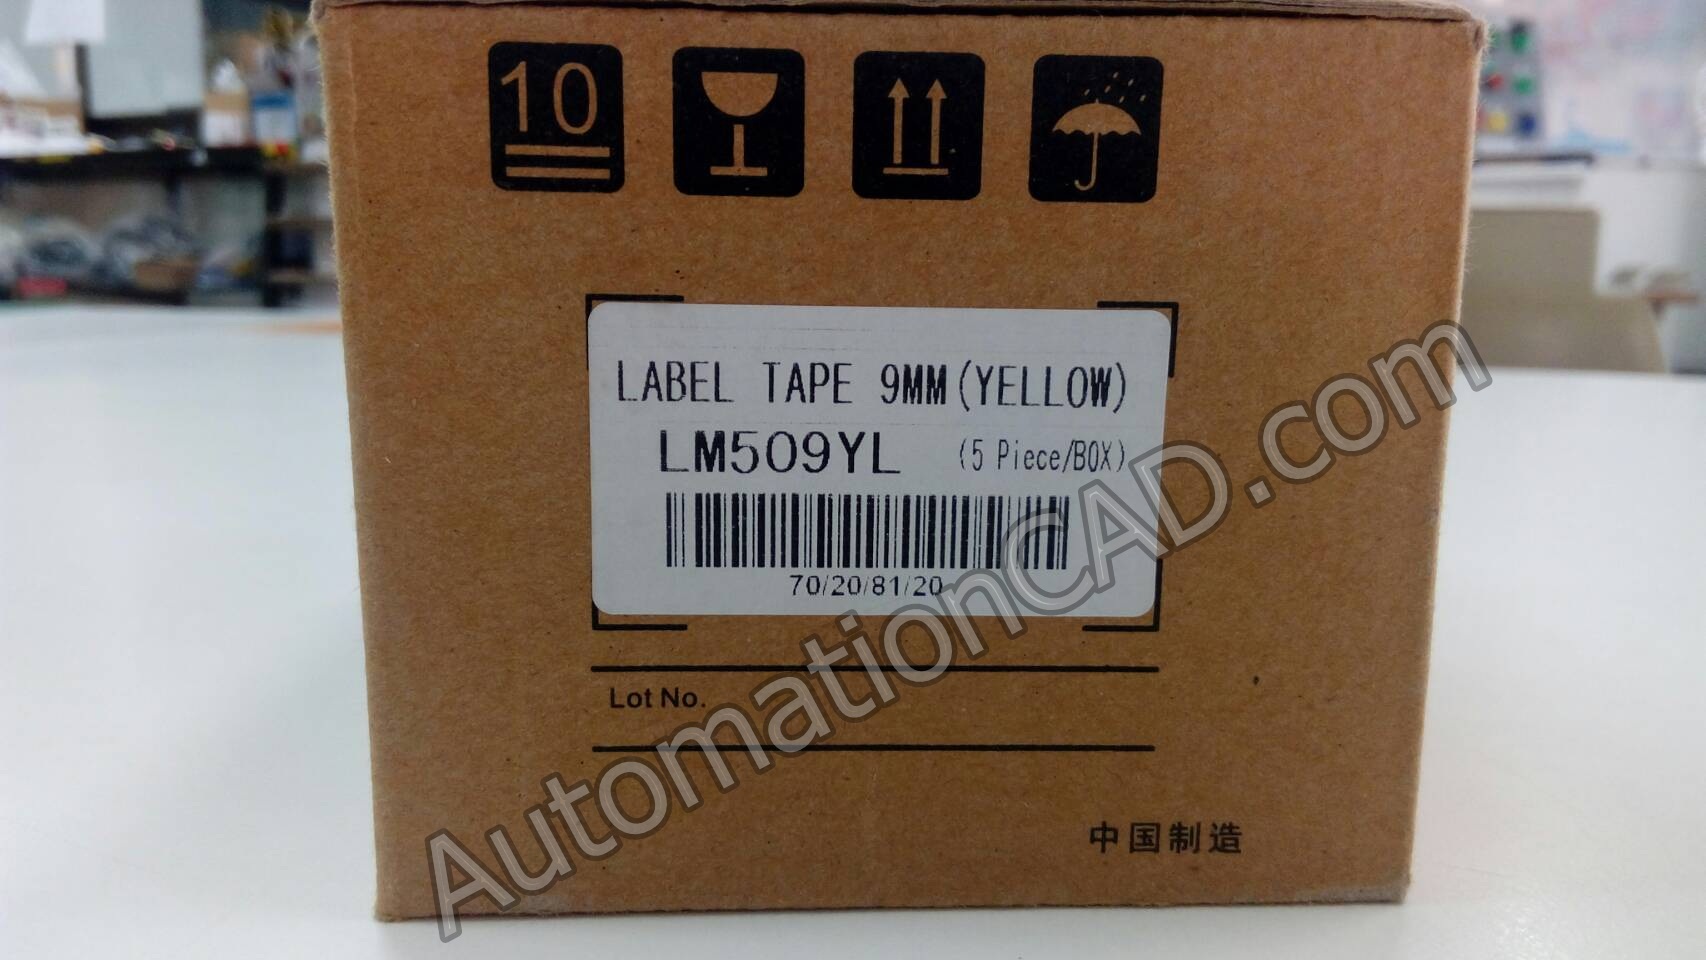 10
LABEL TAPE 9MM(YELLOW)
LM509YL (5 Piece/BOX)
70/20/81/20
Lot No.
中国制造
AutomationCAD.com